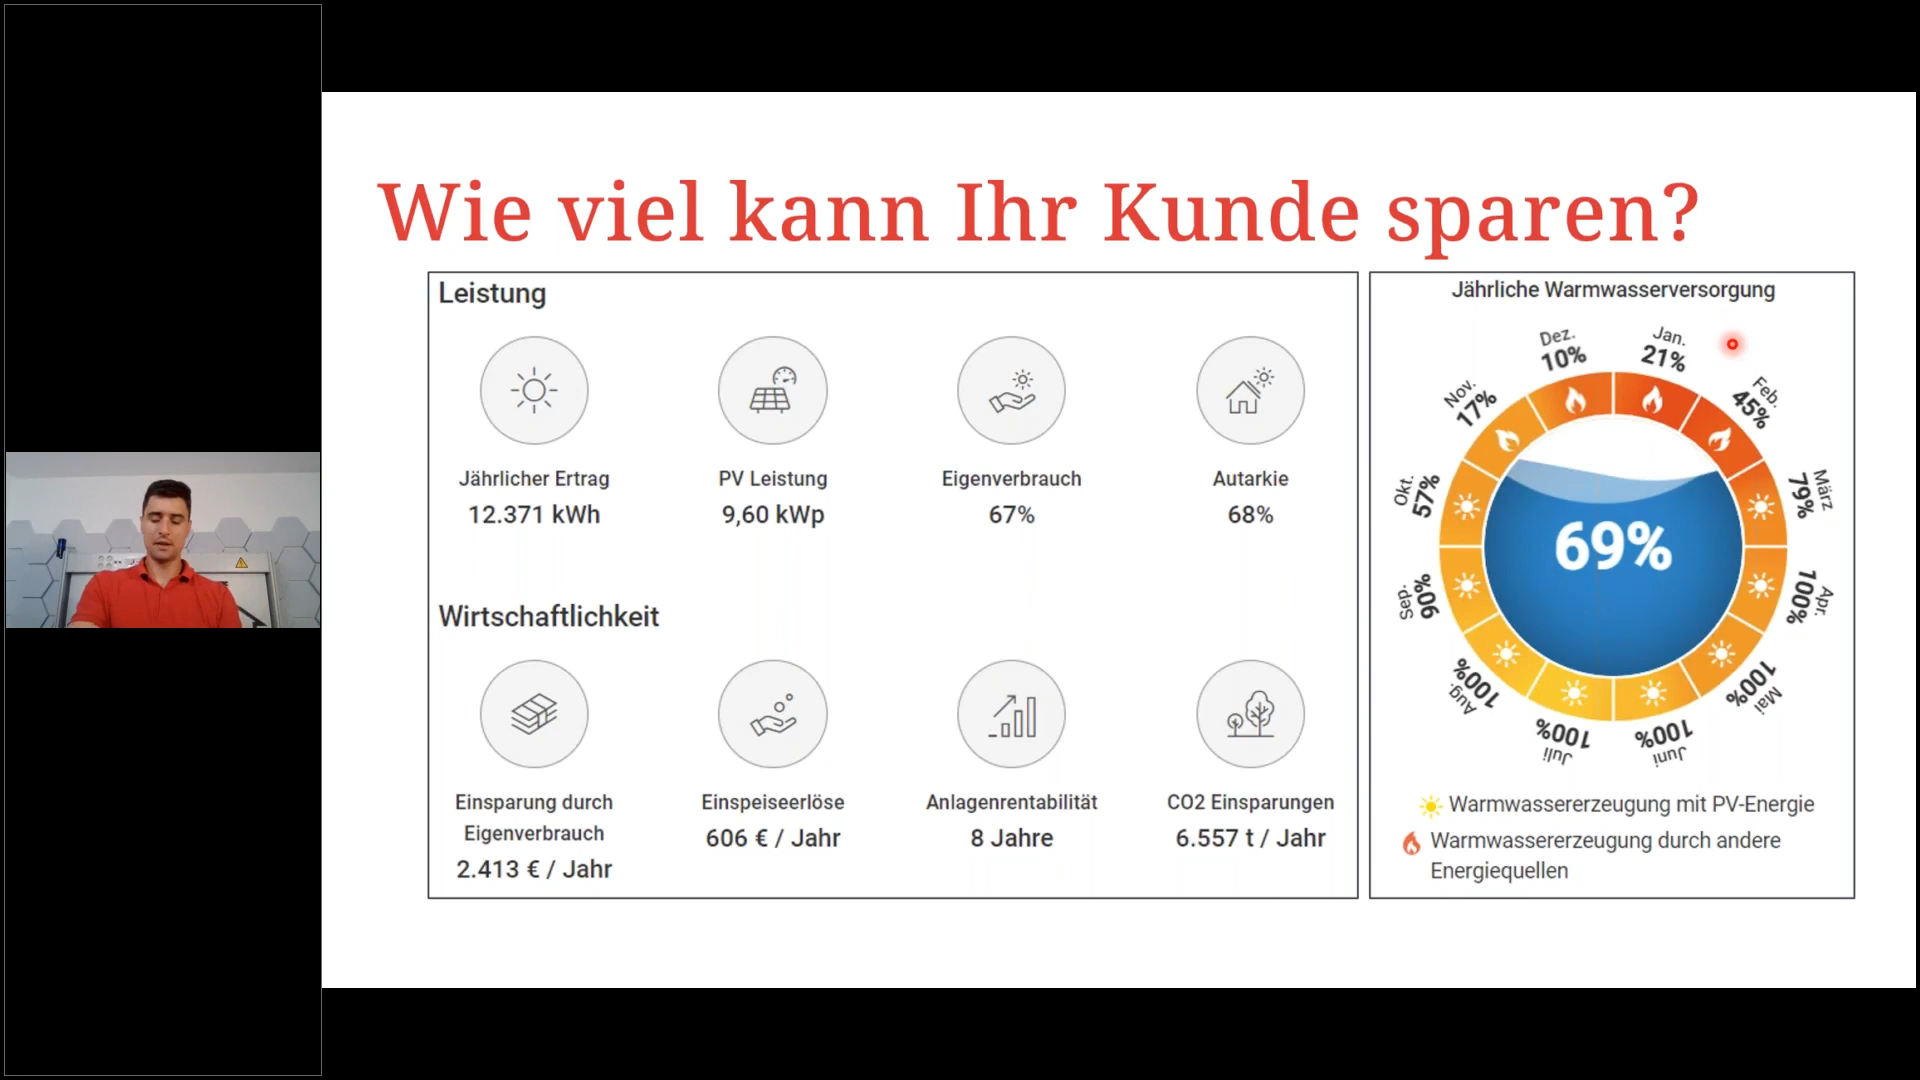 Wie viel kann Ihr Kunde sparen?
Leistung
Jährlicher Ertrag
12.371 kWh
PV Leistung
9,60 kWp
Eigenverbrauch
67%
Autarkie
68%
Wirtschaftlichkeit
Einsparung durch
Eigenverbrauch
2.413 € / Jahr
Einspeiseerlöse
606 € / Jahr
Anlagenrentabilität
8 Jahre
CO2 Einsparungen
6.557 t / Jahr
Jährliche Warmwasserversorgung
Jan.
21%
Feb.
45%
März
79%
Apr.
100%
Mai
100%
Juni
100%
Juli
100%
Aug.
100%
Sep.
90%
Okt.
57%
Nov.
17%
Dez.
10%
69%
Warmwassererzeugung mit PV-Energie
Warmwassererzeugung durch andere
Energiequellen